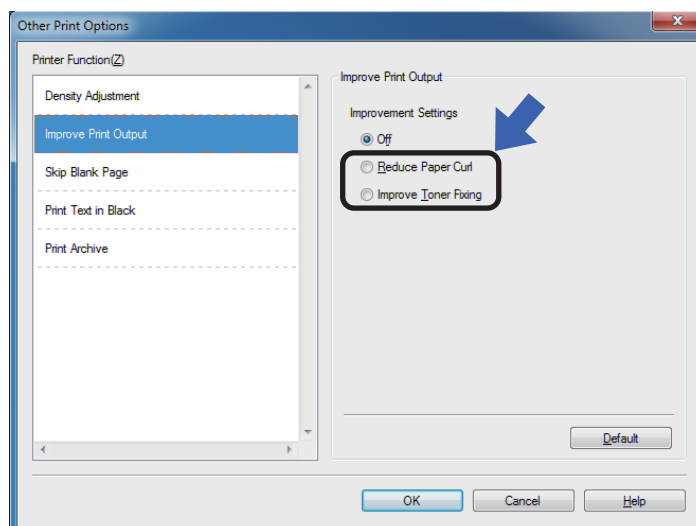 Other Print Options
X
Printer Function(Z)
Density Adjustment
Improve Print Output
Skip Blank Page
Print Text in Black
Print Archive
Improve Print Output
Improvement Settings
Off
Reduce Paper Curl
Improve Toner Fixing
Default
OK
Cancel
Help